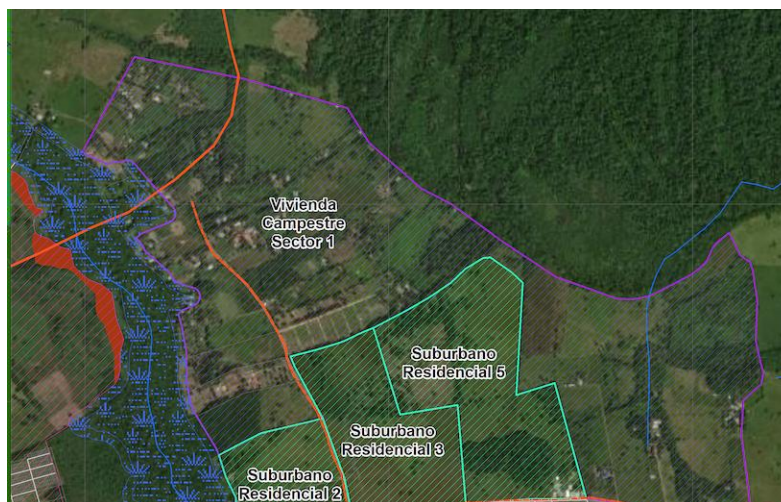 Vivienda
Campestre
Sector 1
Suburbano
Residencial 5
Suburbano
Residencial 3
Suburbano
Residencial 2